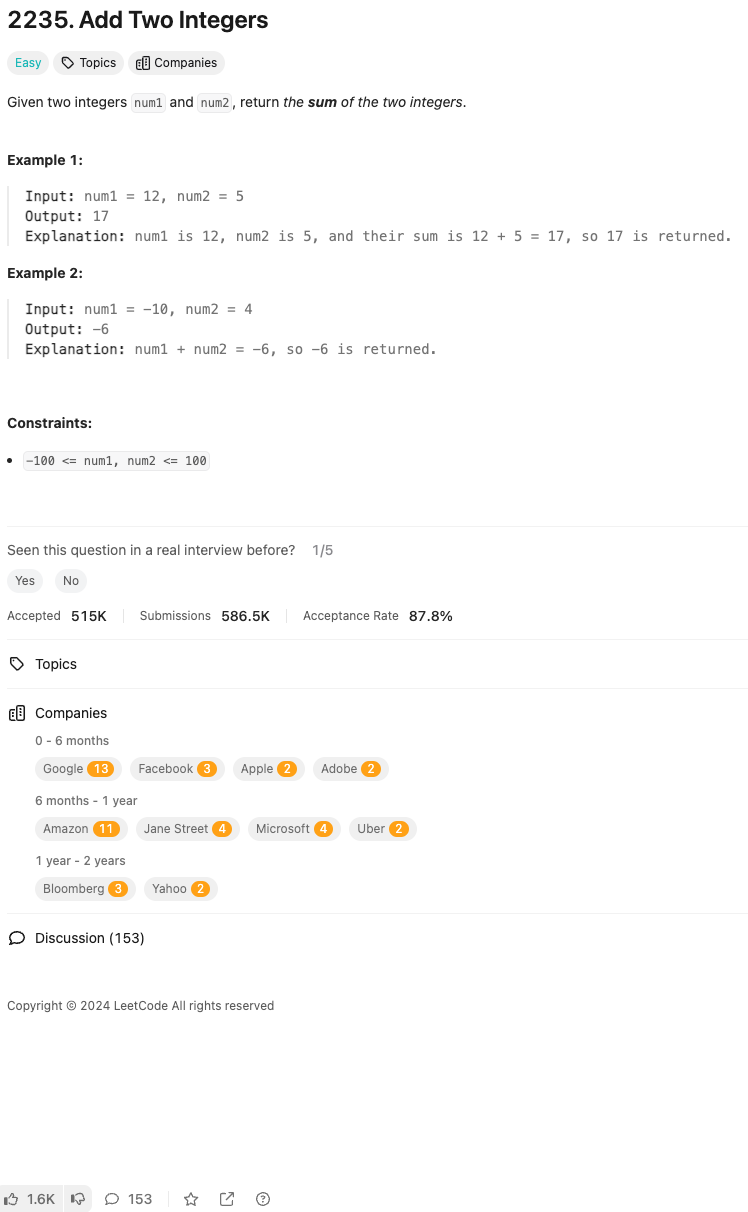 2235. Add Two Integers
Easy Topics Companies
Given two integers num1 and num2, return the sum of the two integers.
Example 1:
Input: num1 = 12, num2 = 5
Output: 17
Explanation: num1 is 12, num2 is 5, and their sum is 12 + 5 = 17, so 17 is returned.
Example 2:
Input: num1 = -10, num2 = 4
Output: -6
Explanation: num1 + num2 = -6, so -6 is returned.
Constraints:
• -100 <= num1, num2 <= 100
Seen this question in a real interview before? 1/5
Yes No
Accepted 515K Submissions 586.5K Acceptance Rate 87.8%
Topics
Companies
0 - 6 months
Google 13 Facebook 3 Apple 2 Adobe 2
6 months - 1 year
Amazon 11 Jane Street 4 Microsoft 4 Uber 2
1 year - 2 years
Bloomberg 3 Yahoo 2
Discussion (153)
Copyright © 2024 LeetCode All rights reserved
1.6K 153